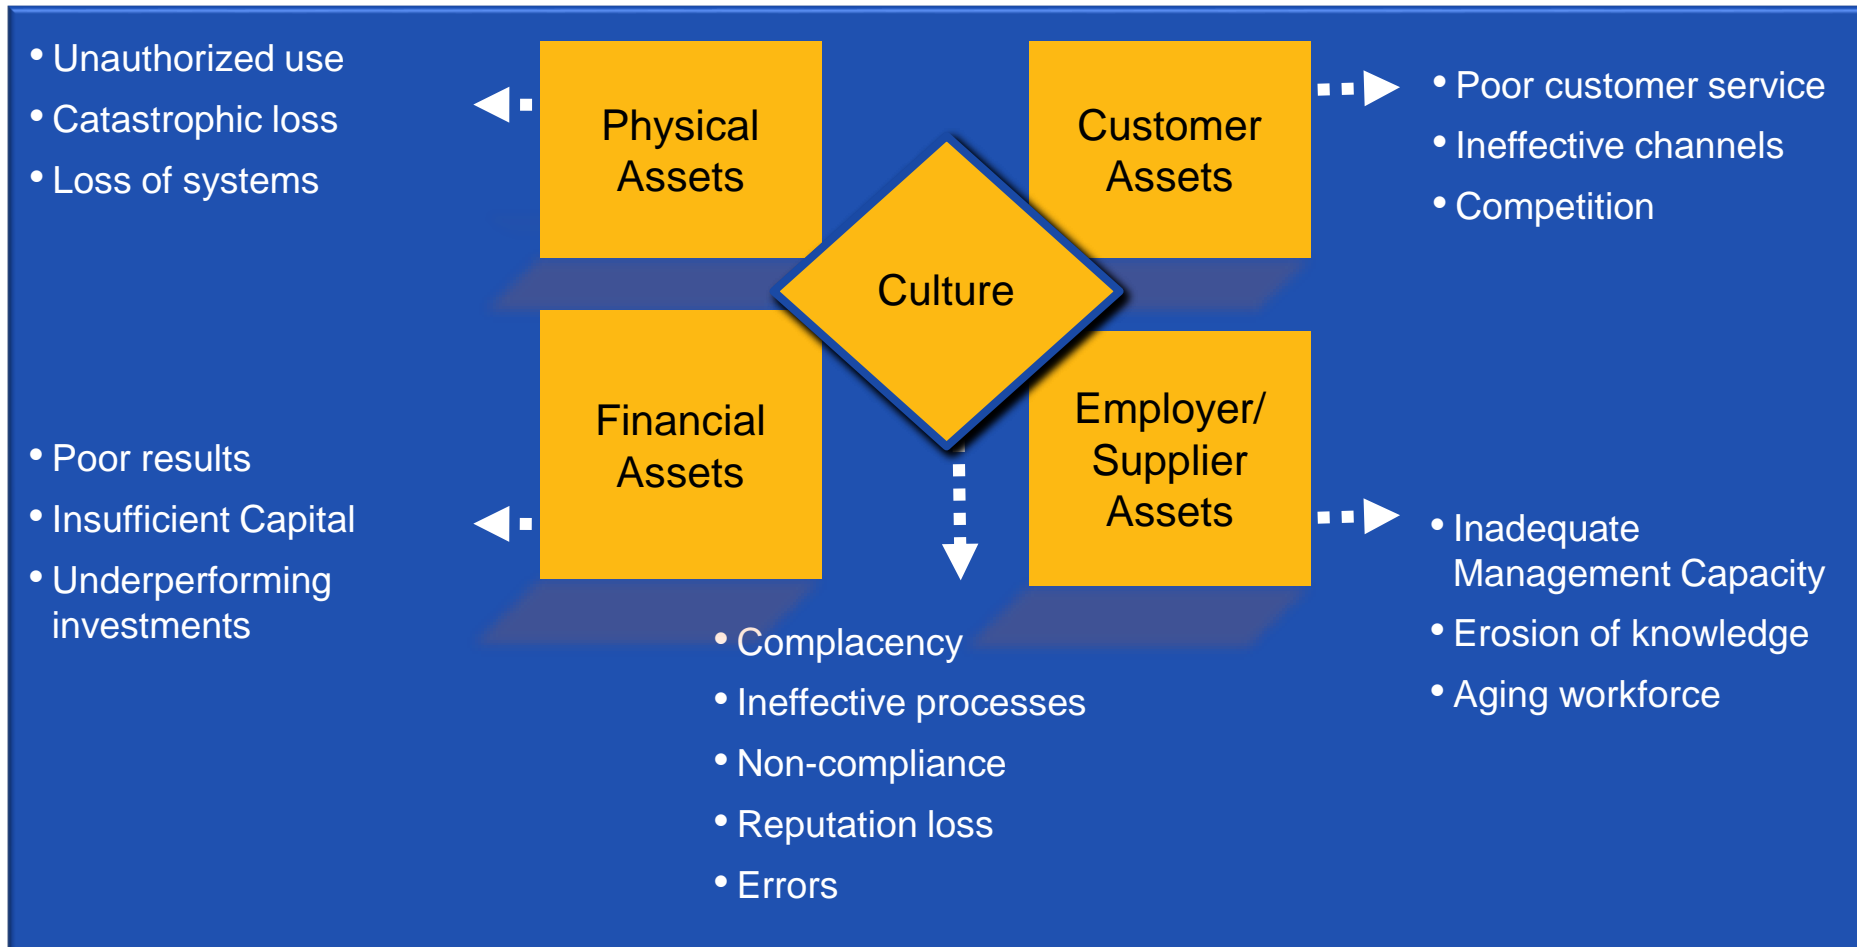 • Unauthorized use
• Catastrophic loss
• Loss of systems
Physical
Assets
Customer
Assets
• Poor customer service
• Ineffective channels
• Competition
Culture
• Poor results
• Insufficient Capital
• Underperforming
investments
Financial
Assets
Employer/
Supplier
Assets
• Inadequate
Management Capacity
• Erosion of knowledge
• Aging workforce
• Complacency
• Ineffective processes
• Non-compliance
• Reputation loss
• Errors